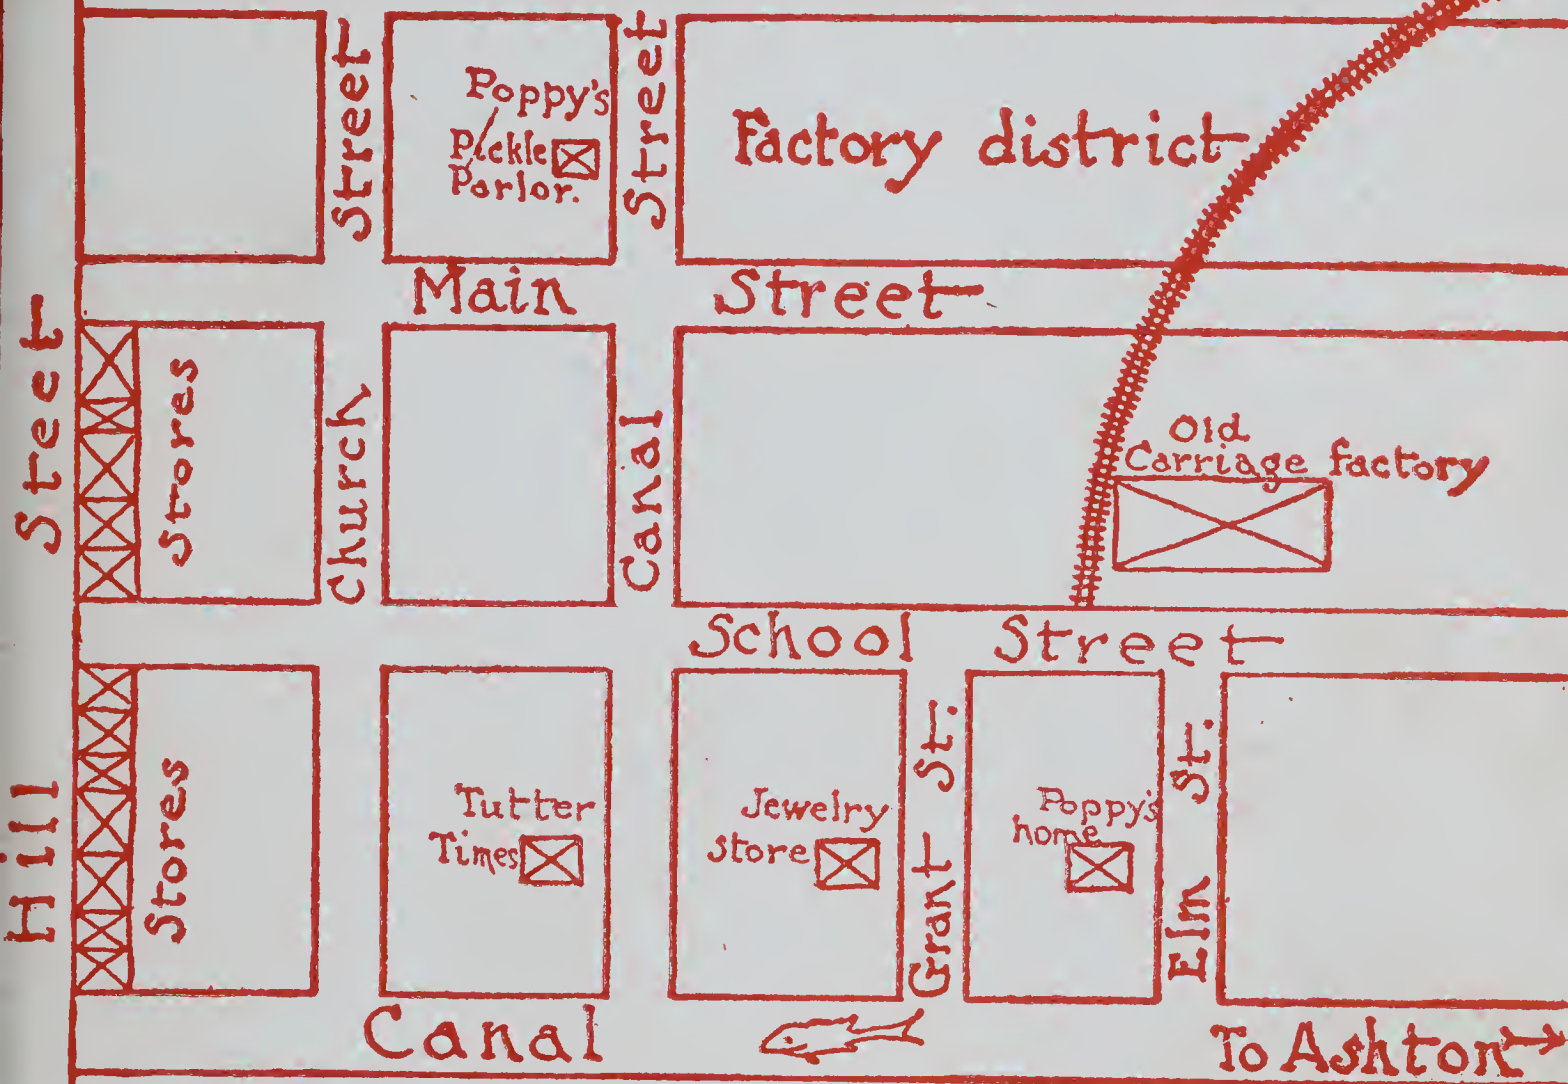 Street
Street
Poppy's
Pickle
Parlor.
Factory district
Main Street
Hill Street
Stores
Church
Canal
Old
Carriage factory
School Street
Stores
Tutter
Times
Jewelry
store
Grant St.
Poppy's
home
Elm St.
Canal
To Ashton